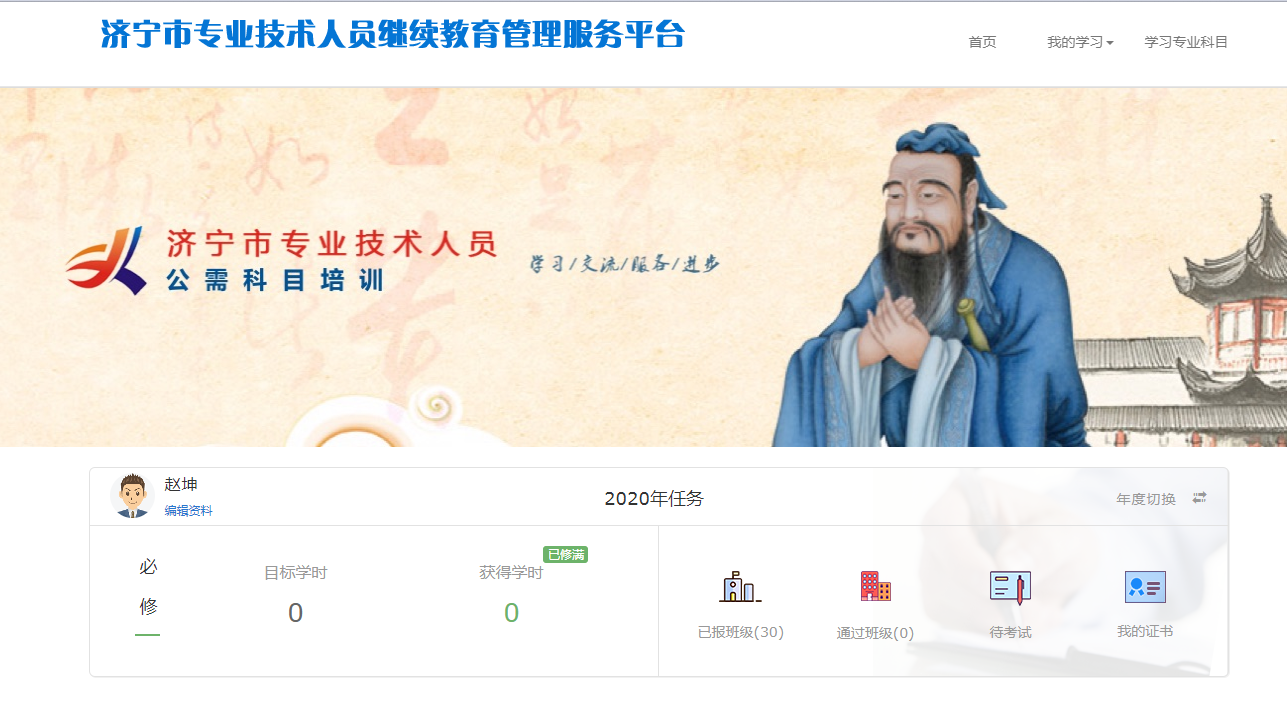 济宁市专业技术人员继续教育管理服务平台
首页 我的学习 学习专业科目
济宁市专业技术人员
公需科目培训
学习/交流/服务/进步
赵坤
编辑资料
2020年任务
年度切换
必修
目标学时
0
已修满
获得学时
0
已报班级(30)
通过班级(0)
待考试
我的证书